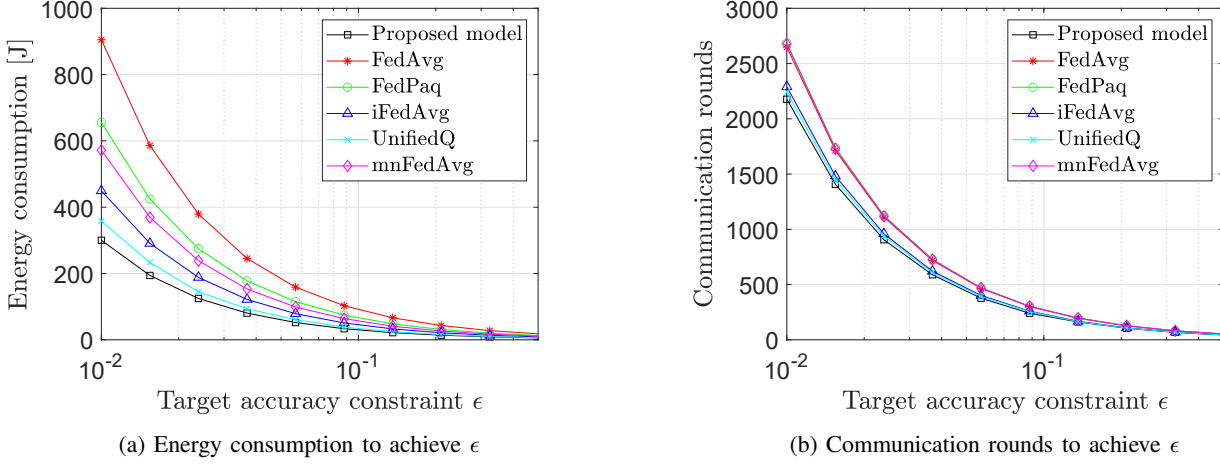 1000
800
600
400
200
0
Energy consumption [J]
10-2
10-1
Target accuracy constraint ϵ
Proposed model
FedAvg
FedPaq
iFedAvg
UnifiedQ
mnFedAvg
(a) Energy consumption to achieve ϵ
3000
2500
2000
1500
1000
500
0
Communication rounds
10-2
10-1
Target accuracy constraint ϵ
Proposed model
FedAvg
FedPaq
iFedAvg
UnifiedQ
mnFedAvg
(b) Communication rounds to achieve ϵ